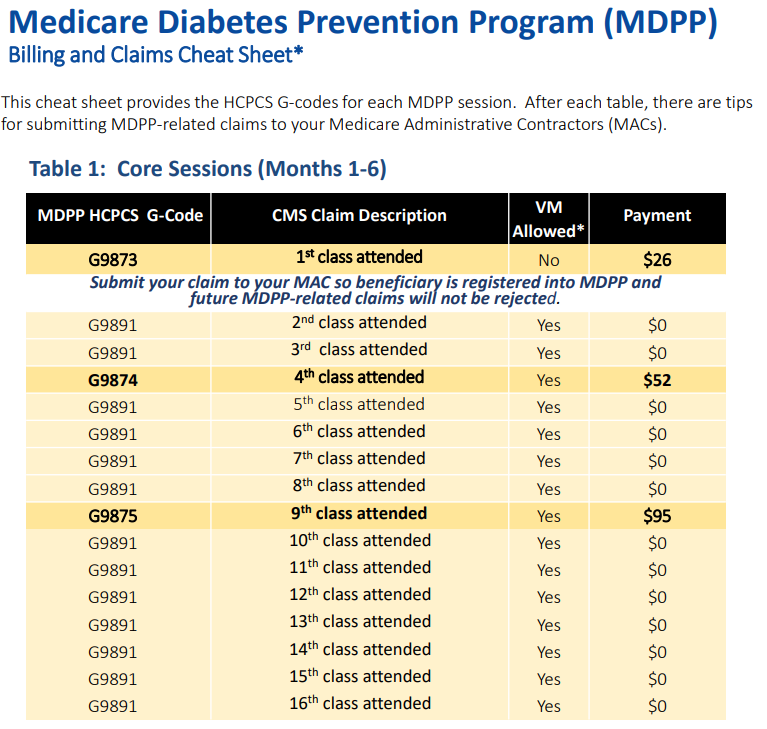 Medicare Diabetes Prevention Program (MDPP)
Billing and Claims Cheat Sheet*
This cheat sheet provides the HCPCS G-codes for each MDPP session. After each table, there are tips
for submitting MDPP-related claims to your Medicare Administrative Contractors (MACs).
Table 1: Core Sessions (Months 1-6)
MDPP HCPCS G-Code CMS Claim Description VM Allowed* Payment
G9873 1st class attended No $26
Submit your claim to your MAC so beneficiary is registered into MDPP and
future MDPP-related claims will not be rejected.
G9891 2nd class attended Yes $0
G9891 3rd class attended Yes $0
G9874 4th class attended Yes $52
G9891 5th class attended Yes $0
G9891 6th class attended Yes $0
G9891 7th class attended Yes $0
G9891 8th class attended Yes $0
G9875 9th class attended Yes $95
G9891 10th class attended Yes $0
G9891 11th class attended Yes $0
G9891 12th class attended Yes $0
G9891 13th class attended Yes $0
G9891 14th class attended Yes $0
G9891 15th class attended Yes $0
G9891 16th class attended Yes $0